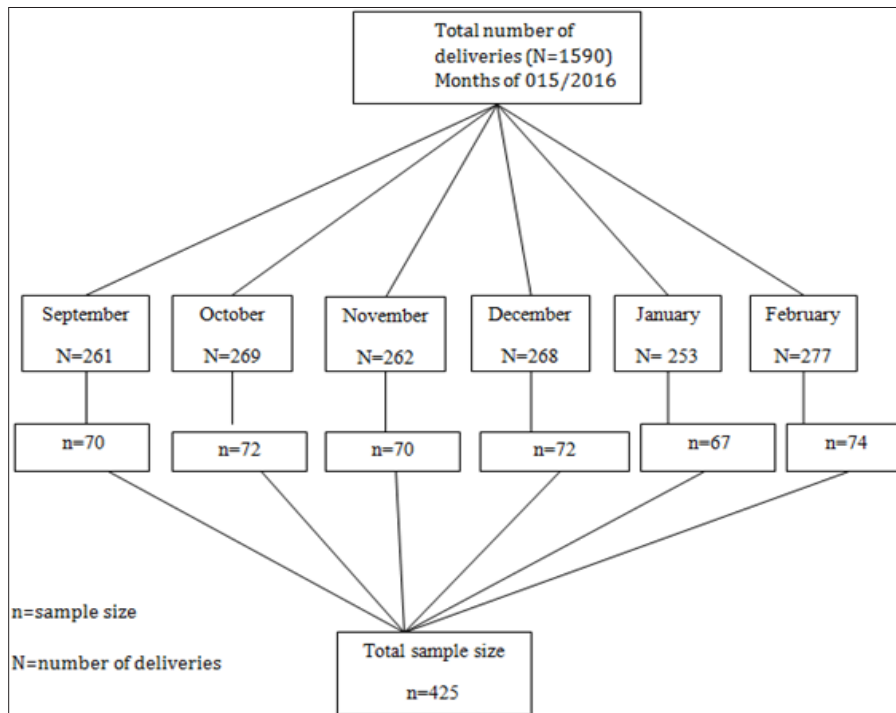 Total number of
deliveries (N=1590)
Months of 015/2016
September
N=261
October
N=269
November
N=262
December
N=268
January
N= 253
February
N=277
n=70
n=72
n=70
n=72
n=67
n=74
n=sample size
N=number of deliveries
Total sample size
n=425